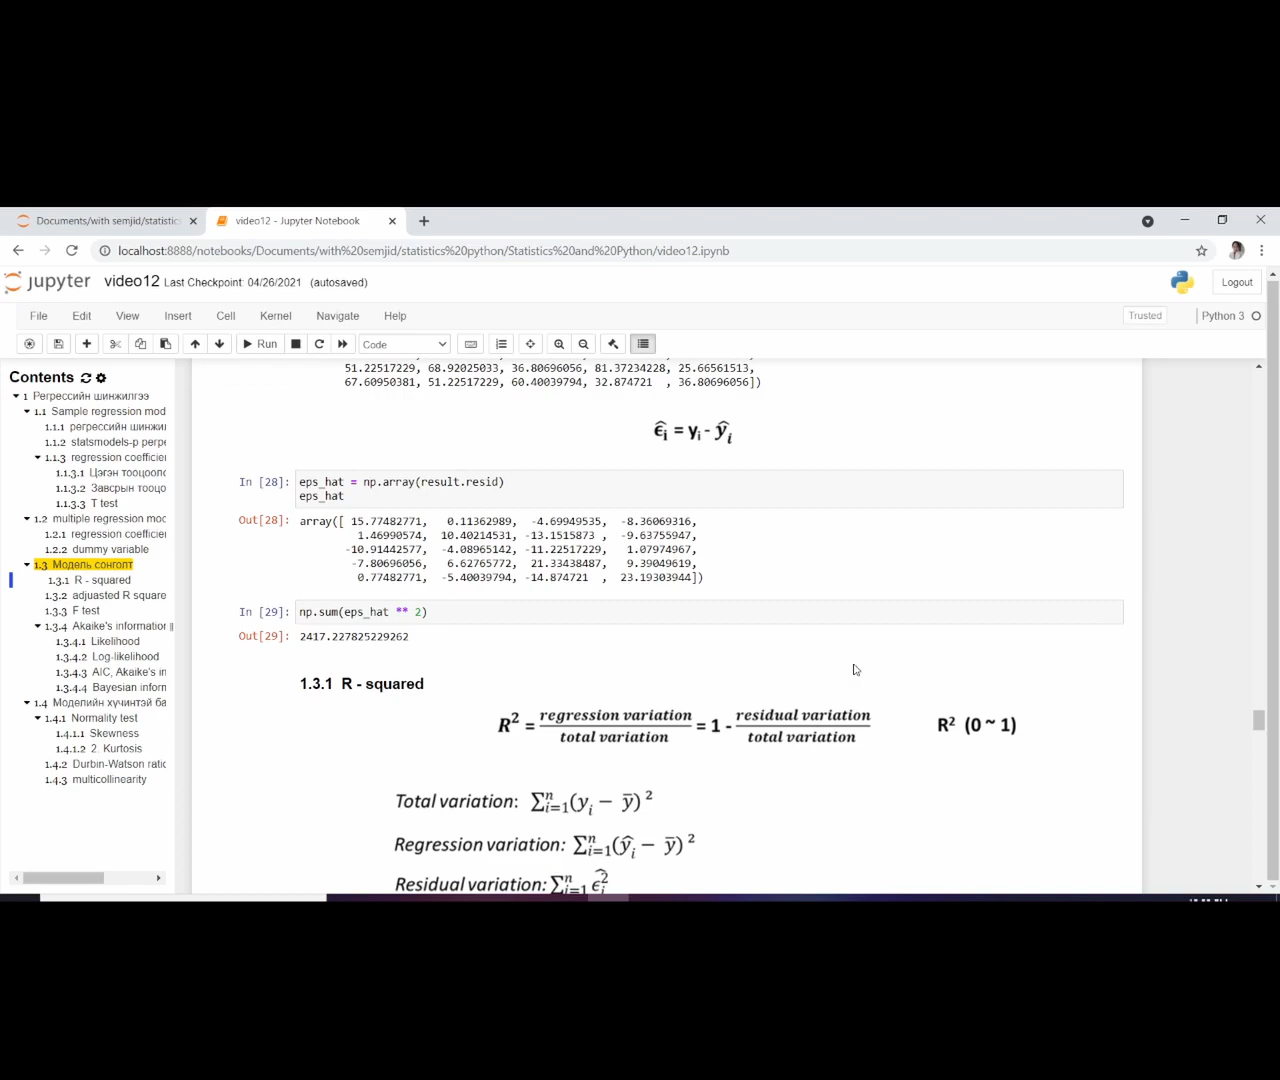 Documents/with semjid/statistic
video12 - Jupyter Notebook
localhost:8888/notebooks/Documents/with%20semjid/statistics%20python/Statistics%20and%20Python/video12.ipynb
jupyter video12 Last Checkpoint: 04/26/2021 (autosaved)
Logout
File Edit View Insert Cell Kernel Navigate Help
Trusted
Python 3
Run
Code
Contents
1 Регрессийн шинжилгээ
1.1 Sample regression mod
1.1.1 регрессийн шинжил
1.1.2 statsmodels-р регре
1.1.3 regression coefficien
1.1.3.1 Цэгэн тооцоолс
1.1.3.2 Завсрын тооцо
1.1.3.3 T test
1.2 multiple regression moc
1.2.1 regression coefficien
1.2.2 dummy variable
1.3 Модель сонголт
1.3.1 R - squared
1.3.2 adjuasted R square
1.3.3 F test
1.3.4 Akaike's information
1.3.4.1 Likelihood
1.3.4.2 Log-likelihood
1.3.4.3 AIC, Akaike's in
1.3.4.4 Bayesian inforn
1.4 Моделийн хүчинтэй ба
1.4.1 Normality test
1.4.1.1 Skewness
1.4.1.2 2. Kurtosis
1.4.2 Durbin-Watson ratic
1.4.3 multicollinearity
51.22517229, 68.92025033, 36.80696056, 81.37234228, 25.66561513,
67.60950381, 51.22517229, 60.40039794, 32.874721 , 36.80696056])
ϵ̂i = yi - ŷi
In [28]: eps_hat = np.array(result.resid)
eps_hat
Out[28]: array([ 15.77482771, 0.11362989, -4.69949535, -8.36069316,
1.46990574, 10.40214531, -13.1515873 , -9.63755947,
-10.91442577, -4.08965142, -11.22517229, 1.07974967,
-7.80696056, 6.62765772, 21.33438487, 9.39049619,
0.77482771, -5.40039794, -14.874721 , 23.19303944])
In [29]: np.sum(eps_hat ** 2)
Out[29]: 2417.227825229262
1.3.1 R - squared
R² = regression variation / total variation = 1 - residual variation / total variation R² (0 ~ 1)
Total variation: ∑ⁿᵢ₌₁(yᵢ − ȳ) ²
Regression variation: ∑ⁿᵢ₌₁(ŷᵢ − ȳ) ²
Residual variation: ∑ⁿᵢ₌₁ ϵ̂ᵢ²